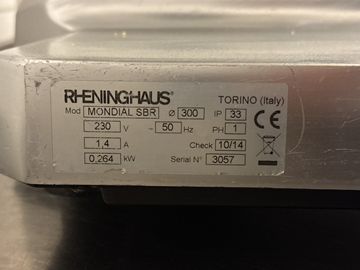 RHENINGHAUS® TORINO (Italy)
Mod MONDIAL SBR Ø 300 IP 33
230 V ~ 50 Hz PH 1 CE
1,4 A Check 10/14
0,264 kW Serial N° 3057